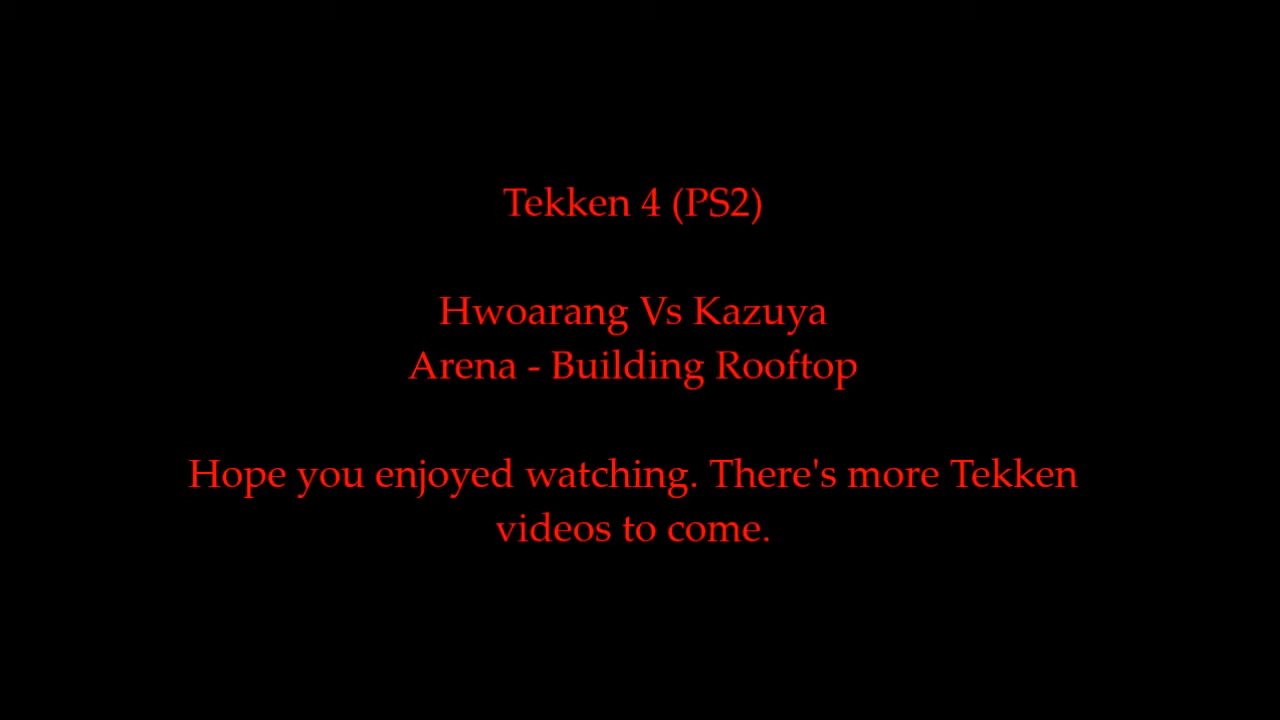 Tekken 4 (PS2)
Hwoarang Vs Kazuya
Arena - Building Rooftop
Hope you enjoyed watching. There's more Tekken
videos to come.